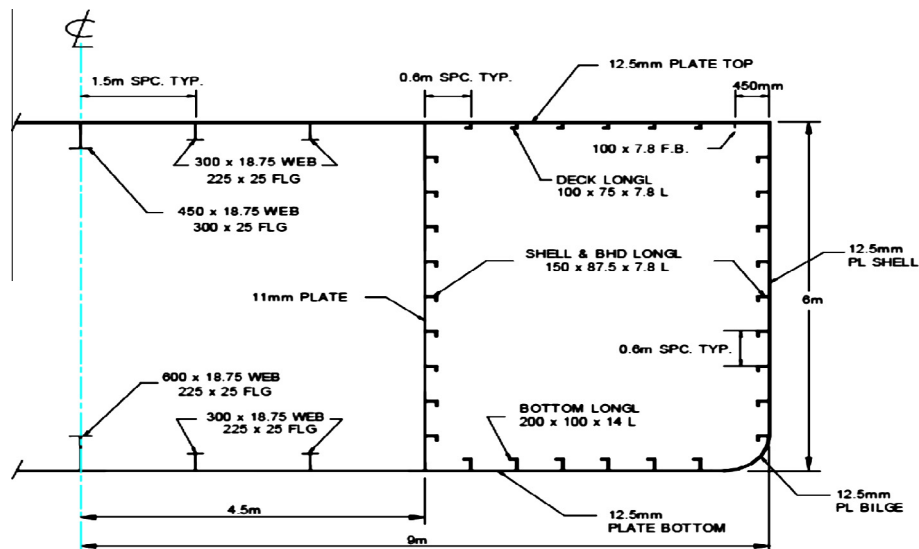 ℄
1.5m SPC. TYP.
0.6m SPC. TYP.
12.5mm PLATE TOP
450mm
300 x 18.75 WEB
225 x 25 FLG
100 x 7.8 F.B.
DECK LONGL
100 x 75 x 7.8 L
450 x 18.75 WEB
300 x 25 FLG
SHELL & BHD LONGL
150 x 87.5 x 7.8 L
12.5mm
PL SHELL
11mm PLATE
6m
0.6m SPC. TYP.
600 x 18.75 WEB
225 x 25 FLG
300 x 18.75 WEB
225 x 25 FLG
BOTTOM LONGL
200 x 100 x 14 L
12.5mm
PL BILGE
4.5m
12.5mm
PLATE BOTTOM
9m